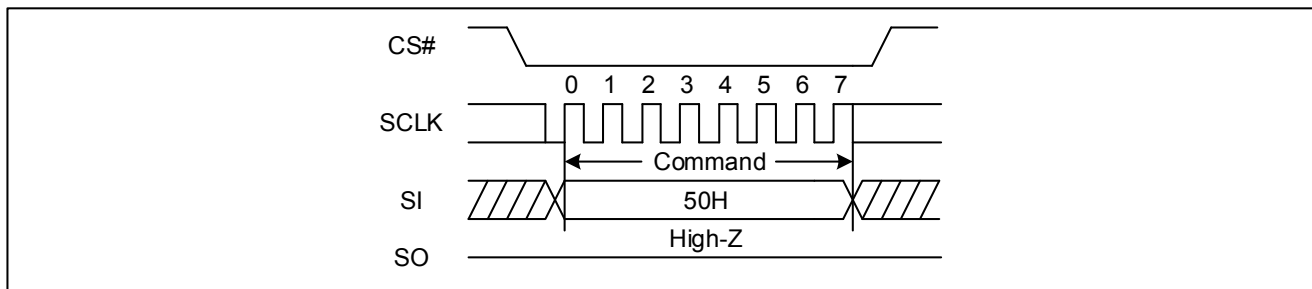 CS#
0 1 2 3 4 5 6 7
SCLK
Command
SI
50H
High-Z
SO